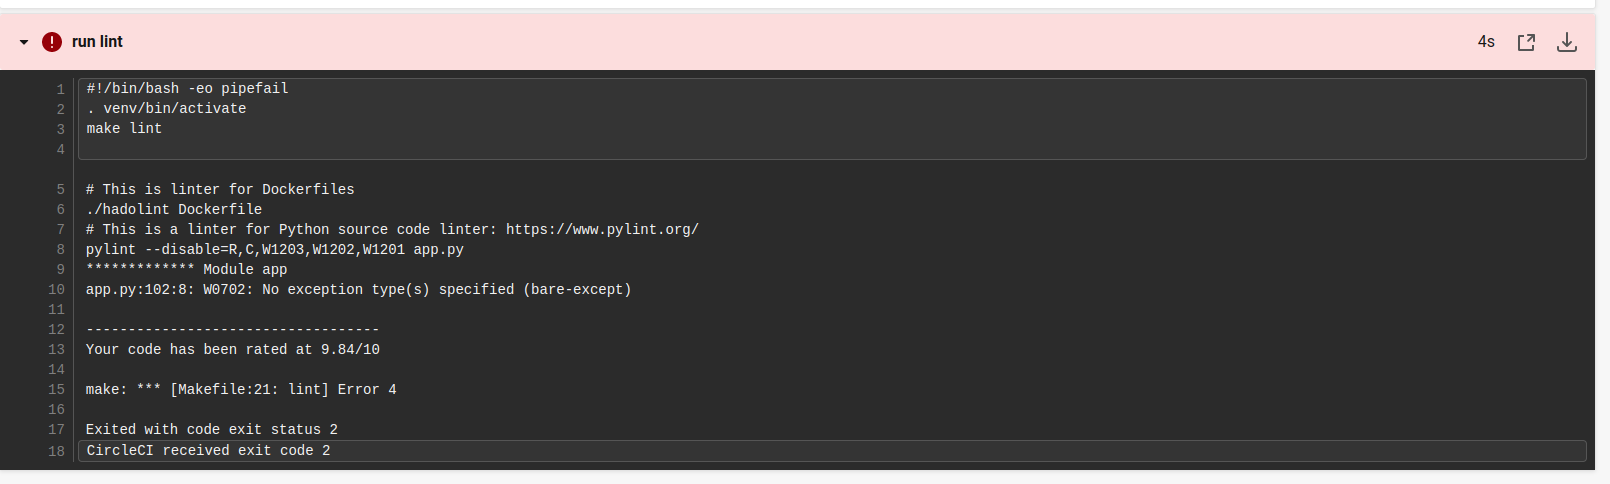 run lint
4s
1 #!/bin/bash -eo pipefail
2 . venv/bin/activate
3 make lint
4
5 # This is linter for Dockerfiles
6 ./hadolint Dockerfile
7 # This is a linter for Python source code linter: https://www.pylint.org/
8 pylint --disable=R,C,W1203,W1202,W1201 app.py
9 ************* Module app
10 app.py:102:8: W0702: No exception type(s) specified (bare-except)
11
12 -----------------------------------
13 Your code has been rated at 9.84/10
14
15 make: *** [Makefile:21: lint] Error 4
16
17 Exited with code exit status 2
18 CircleCI received exit code 2